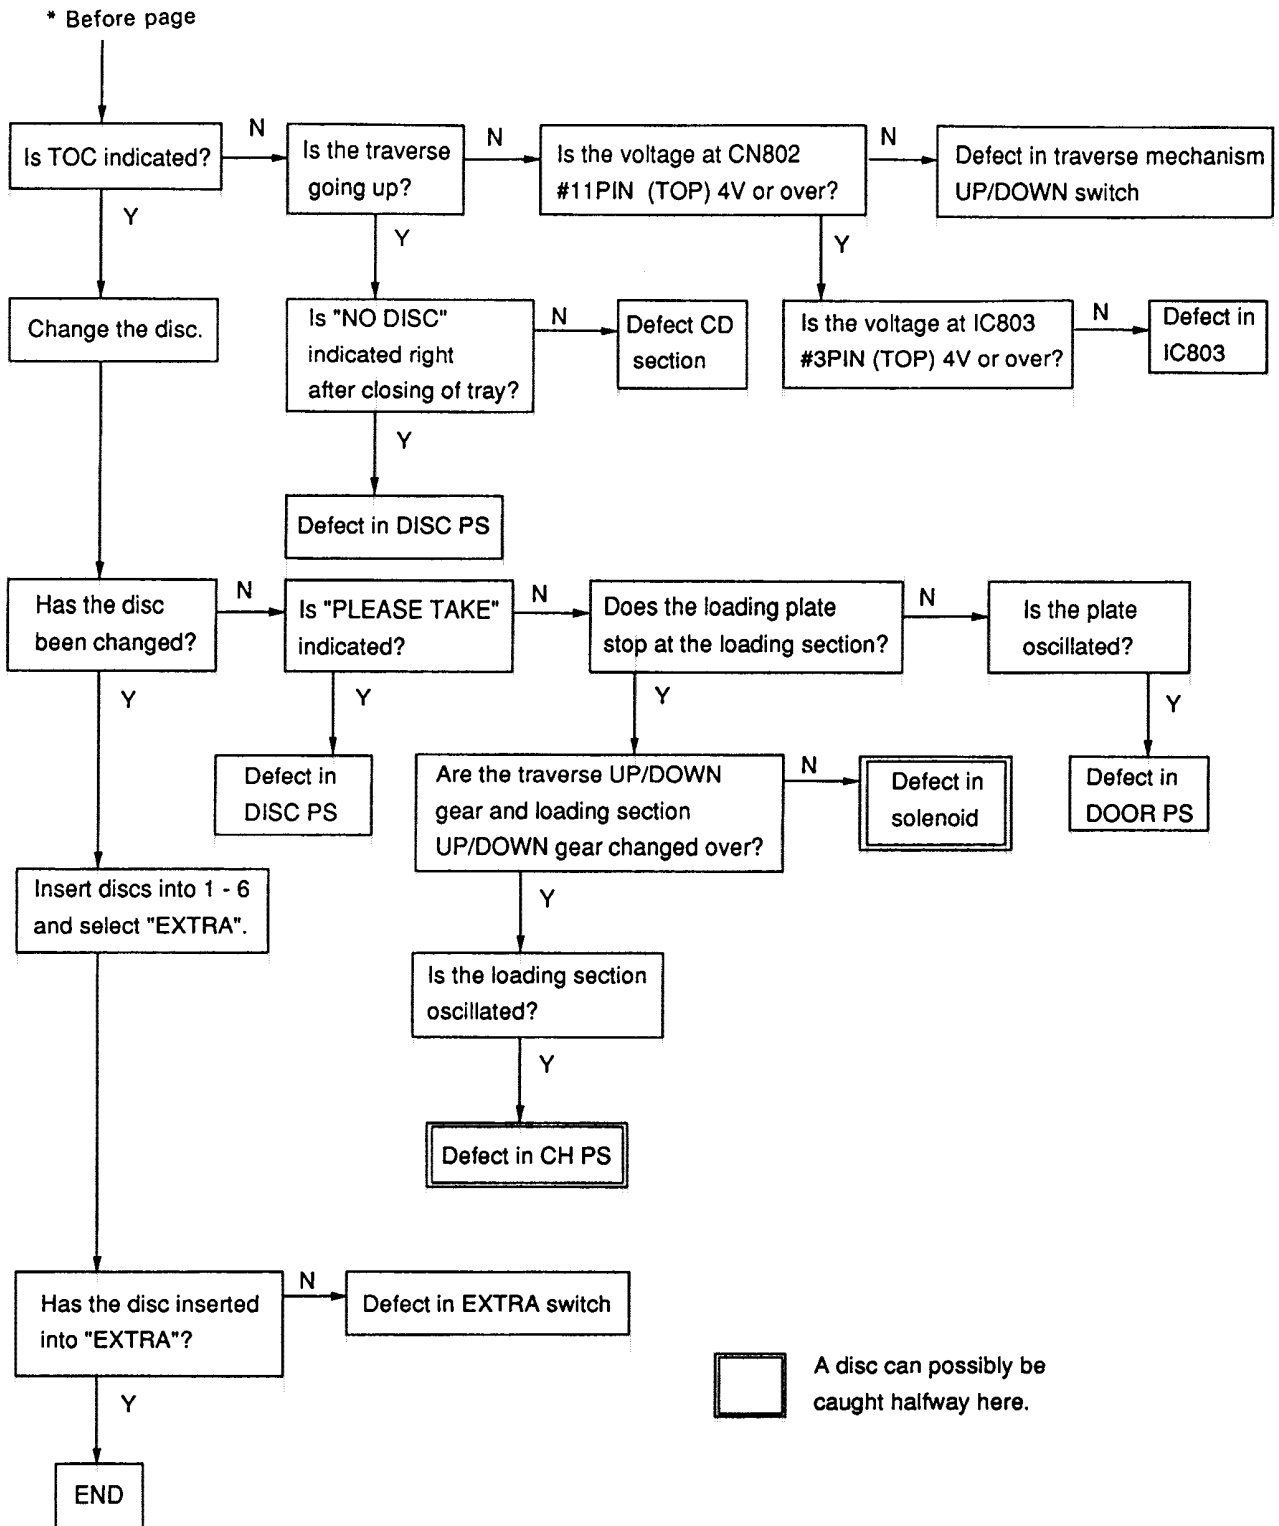 * Before page
N
N
N
Is TOC indicated?
Is the traverse
going up?
Is the voltage at CN802
#11PIN (TOP) 4V or over?
Defect in traverse mechanism
UP/DOWN switch
Y
Y
Y
Change the disc.
Is "NO DISC"
indicated right
after closing of tray?
N
Defect CD
section
Is the voltage at IC803
#3PIN (TOP) 4V or over?
N
Defect in
IC803
Y
Defect in DISC PS
Has the disc
been changed?
N
Is "PLEASE TAKE"
indicated?
N
Does the loading plate
stop at the loading section?
N
Is the plate
oscillated?
Y
Y
Y
Y
Defect in
DISC PS
Are the traverse UP/DOWN
gear and loading section
UP/DOWN gear changed over?
N
Defect in
solenoid
Defect in
DOOR PS
Insert discs into 1 - 6
and select "EXTRA".
Y
Is the loading section
oscillated?
Y
Defect in CH PS
Has the disc inserted
into "EXTRA"?
N
Defect in EXTRA switch
A disc can possibly be
caught halfway here.
Y
END